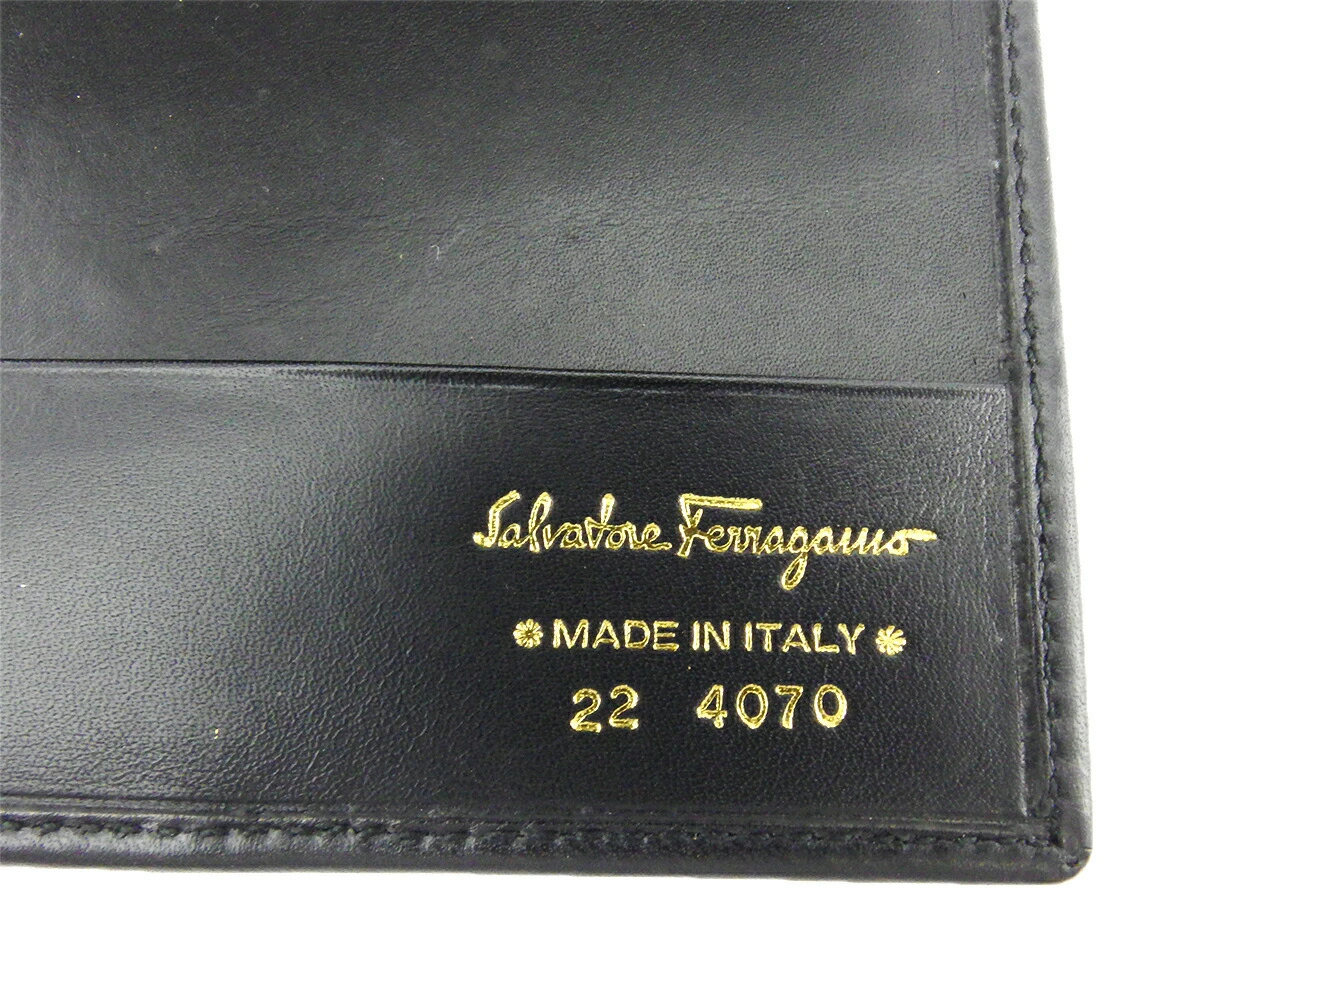 Salvatore Ferragamo
MADE IN ITALY
22 4070